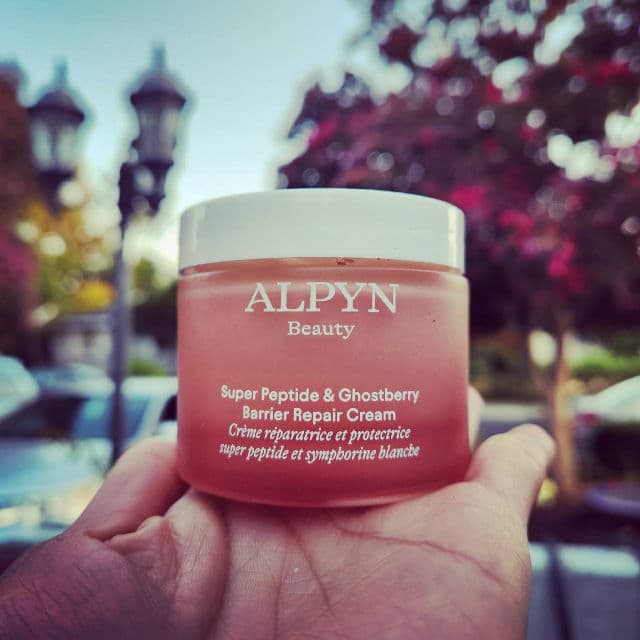 ALPYN
Beauty
Super Peptide & Ghostberry
Barrier Repair Cream
Crème réparatrice et protectrice
super peptide et symphorine blanche